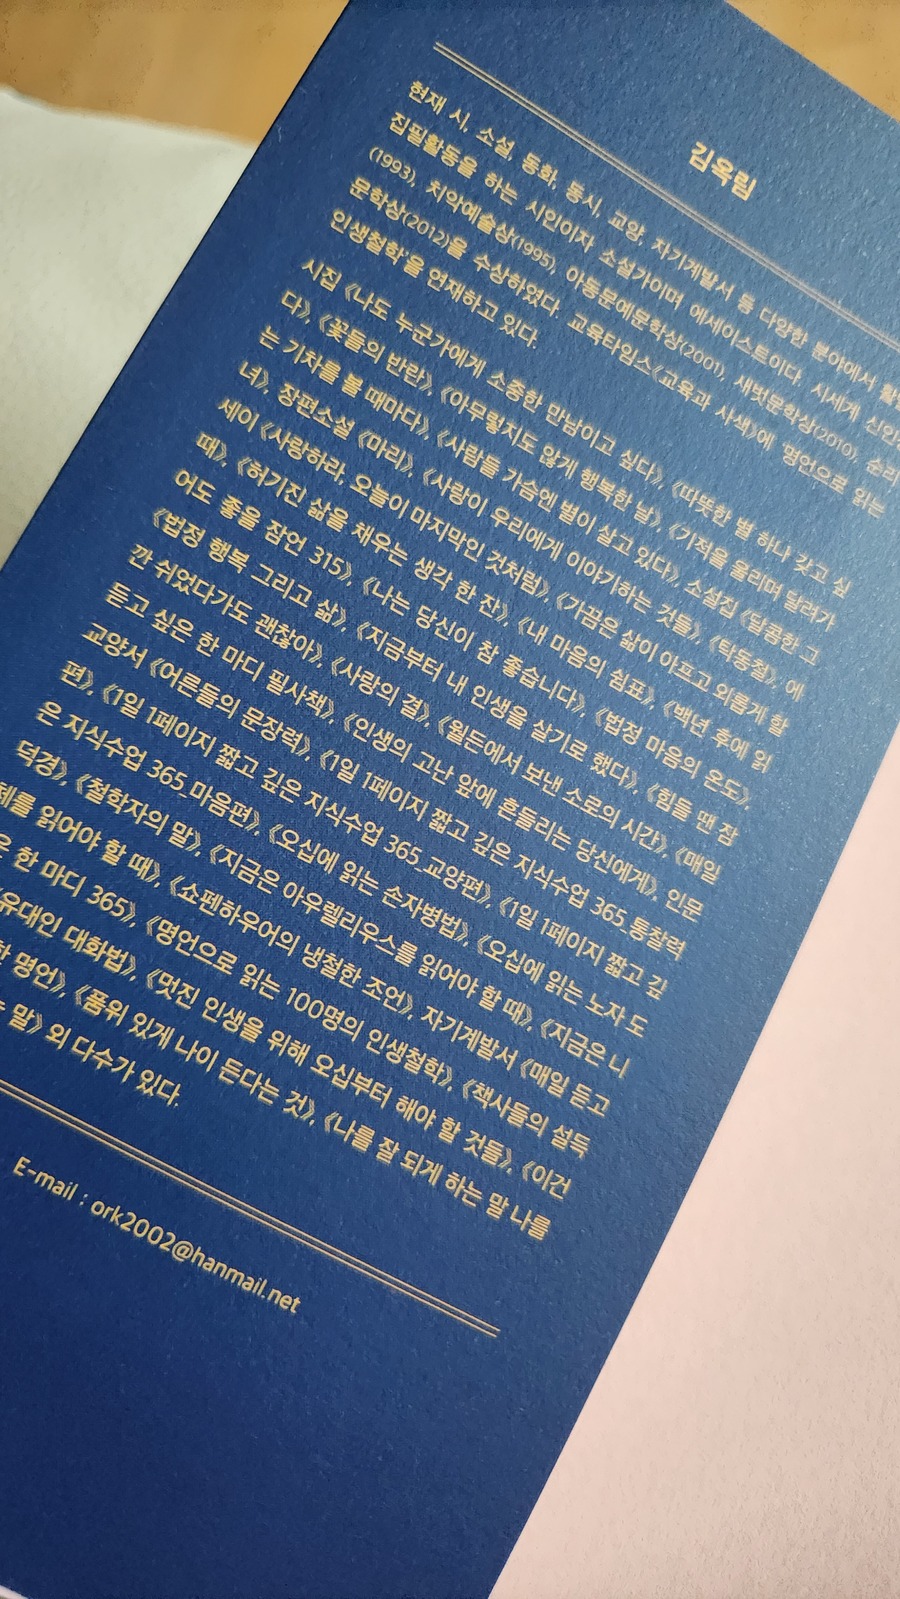 김옥림
현재 시, 소설, 동화, 동시, 교양, 자기계발서 등 다양한 분야에서
집필활동을 하는 시인이자 소설가이며 에세이스트이다. 시세계 신인상
(1993), 치악예술상(1995), 아동문예문학상(2001), 새벗문학상(2010), 순리
문학상(2012)을 수상하였다. 교육타임스《교육과 사색》에 '명언으로 읽는
인생철학'을 연재하고 있다.
시집 《나도 누군가에게 소중한 만남이고 싶다》, 《따뜻한 별 하나 갖고 싶
다》, 《꽃들의 반란》, 《아무렇지도 않게 행복한 날》, 《기적을 울리며 달려가
는 기차를 볼 때마다》, 《사람들 가슴엔 별이 살고 있다》, 소설집 《달콤한 그
녀》, 장편소설 《마리》, 《사랑이 우리에게 이야기하는 것들》, 《탁동철》, 에
세이 《사랑하라, 오늘이 마지막인 것처럼》, 《가끔은 삶이 아프고 외롭게 할
때》, 《허기진 삶을 채우는 생각 한 잔》, 《내 마음의 쉼표》, 《백년 후에 읽
어도 좋을 잠언 315》, 《나는 당신이 참 좋습니다》, 《법정 마음의 온도》,
《법정 행복 그리고 삶》, 《지금부터 내 인생을 살기로 했다》, 《힘들 땐 잠
깐 쉬었다가도 괜찮아》, 《사랑의 결》, 《월든에서 보낸 소로의 시간》, 《매일
듣고 싶은 한 마디 필사책》, 《인생의 고난 앞에 흔들리는 당신에게》, 인문
교양서 《어른들의 문장력》, 《1일 1페이지 짧고 깊은 지식수업 365_통찰력
편》, 《1일 1페이지 짧고 깊은 지식수업 365_교양편》, 《1일 1페이지 짧고 깊
은 지식수업 365_마음편》, 《오십에 읽는 손자병법》, 《오십에 읽는 노자 도
덕경》, 《철학자의 말》, 《지금은 아우렐리우스를 읽어야 할 때》, 《지금은 니
체를 읽어야 할 때》, 《쇼펜하우어의 냉철한 조언》, 자기계발서 《매일 듣고
은 한 마디 365》, 《명언으로 읽는 100명의 인생철학》, 《책사들의 설득
《유대인 대화법》, 《멋진 인생을 위해 오십부터 해야 할 것들》, 《이건
한 명언》, 《품위 있게 나이 든다는 것》, 《나를 잘 되게 하는 말 나를
는 말》 외 다수가 있다.
E-mail : ork2002@hanmail.net